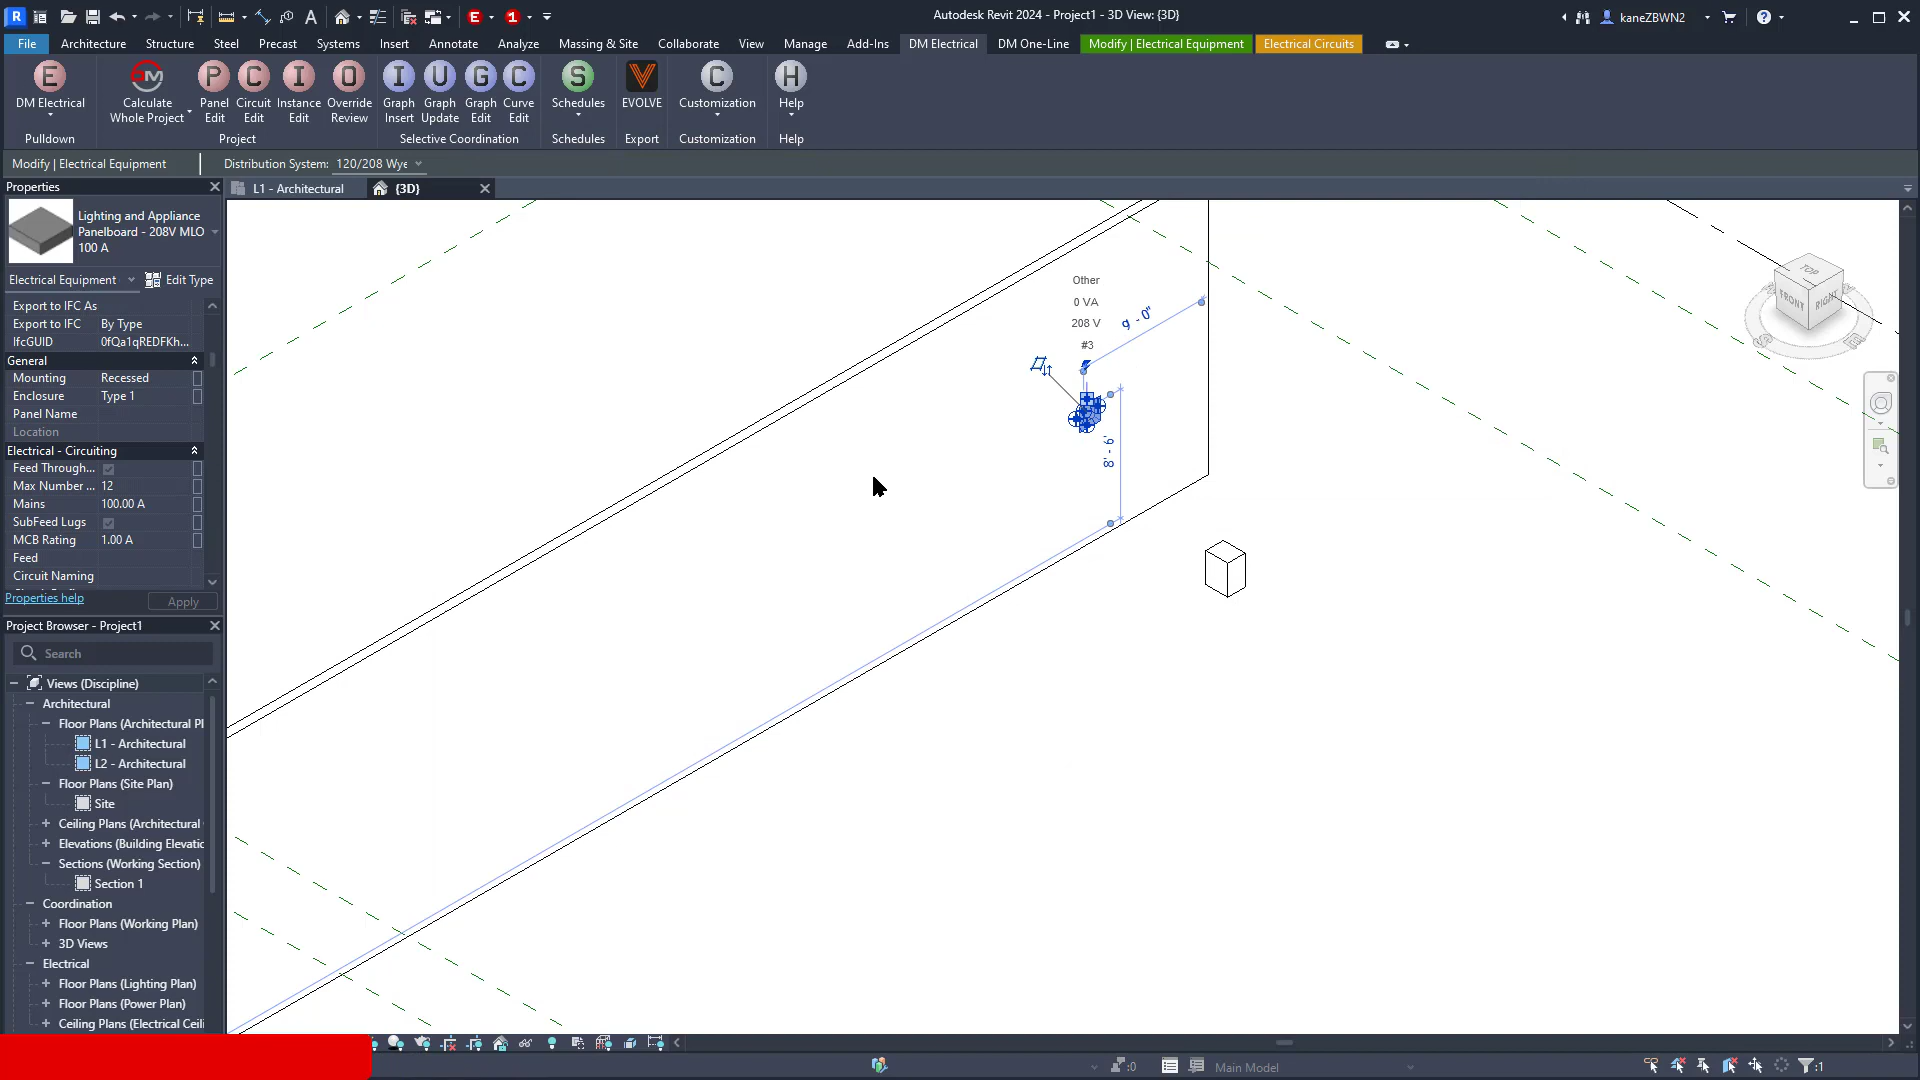 Autodesk Revit 2024 - Project1 - 3D View: {3D}
kaneZBWN2
File Architecture Structure Steel Precast Systems Insert Annotate Analyze Massing & Site Collaborate View Manage Add-Ins DM Electrical DM One-Line Modify | Electrical Equipment Electrical Circuits
DM Electrical
Calculate Whole Project
Panel Edit
Circuit Edit
Instance Edit
Override Review
Graph Insert
Graph Update
Graph Edit
Curve Edit
Schedules
EVOLVE
Customization
Help
Pulldown Project Selective Coordination Schedules Export Customization Help
Modify | Electrical Equipment Distribution System: 120/208 Wye
Properties
L1 - Architectural
{3D}
Lighting and Appliance
Panelboard - 208V MLO
100 A
Electrical Equipment Edit Type
Export to IFC As
Export to IFC By Type
IfcGUID 0fQa1qREDFKh...
General
Mounting Recessed
Enclosure Type 1
Panel Name
Location
Electrical - Circuiting
Feed Through...
Max Number ... 12
Mains 100.00 A
SubFeed Lugs
MCB Rating 1.00 A
Feed
Circuit Naming
Properties help Apply
Project Browser - Project1
Search
Views (Discipline)
Architectural
Floor Plans (Architectural Pl
L1 - Architectural
L2 - Architectural
Floor Plans (Site Plan)
Site
Ceiling Plans (Architectural
Elevations (Building Elevatic
Sections (Working Section)
Section 1
Coordination
Floor Plans (Working Plan)
3D Views
Electrical
Floor Plans (Lighting Plan)
Floor Plans (Power Plan)
Ceiling Plans (Electrical Ceili
Other
0 VA
208 V
#3
9' - 0"
8' - 9"
TOP
FRONT
RIGHT
:0
Main Model
:1